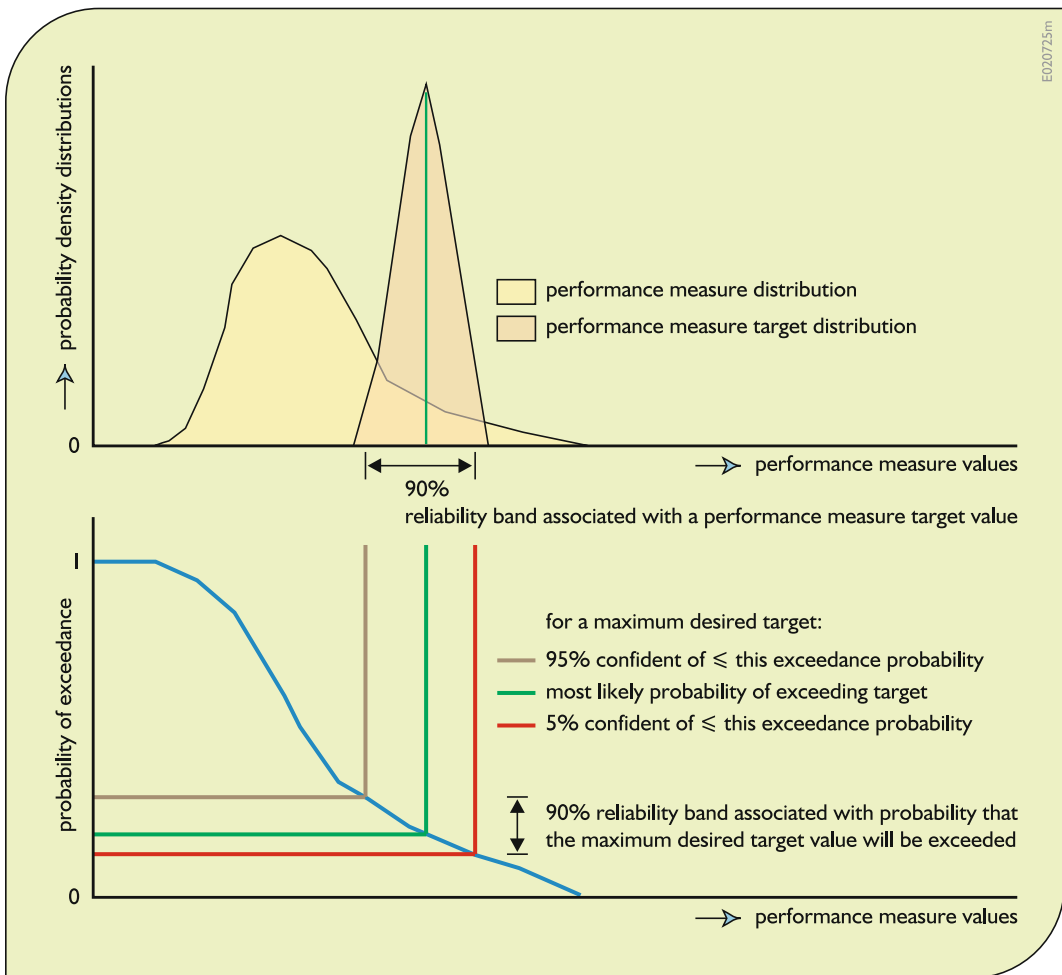 E020725m
probability density distributions
performance measure distribution
performance measure target distribution
0
performance measure values
90%
reliability band associated with a performance measure target value
probability of exceedance
1
for a maximum desired target:
95% confident of ⩽ this exceedance probability
most likely probability of exceeding target
5% confident of ⩽ this exceedance probability
90% reliability band associated with probability that
the maximum desired target value will be exceeded
0
performance measure values